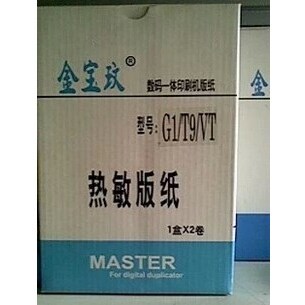 金宝玟®
数码一体印刷机版纸
型号：G1/T9/VT
热敏版纸
1盒X2卷
MASTER
For digital duplicator